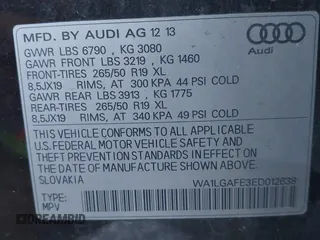 MFD. BY AUDI AG 12 13
GVWR LBS 6790 , KG 3080
GAWR FRONT LBS 3219 , KG 1460
FRONT-TIRES 265/50 R19 XL
8,5JX19 RIMS, AT 300 KPA 44 PSI COLD
GAWR REAR LBS 3913 , KG 1775
REAR-TIRES 265/50 R19 XL
8,5JX19 RIMS, AT 340 KPA 49 PSI COLD
Audi
THIS VEHICLE CONFORMS TO ALL APPLICABLE
U.S. FEDERAL MOTOR VEHICLE SAFETY AND
THEFT PREVENTION STANDARDS IN EFFECT ON
THE DATE OF MANUFACTURE SHOWN ABOVE.
SLOVAKIA
WA1LGAFE3ED012638
TYPE:
MPV
DREAMBID